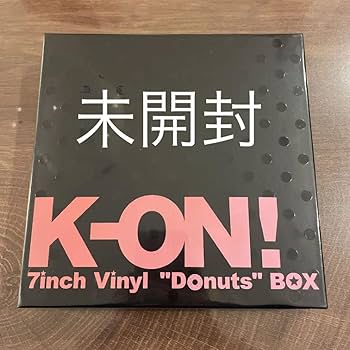 未開封
K-ON!
7inch Vinyl "Donuts" BOX